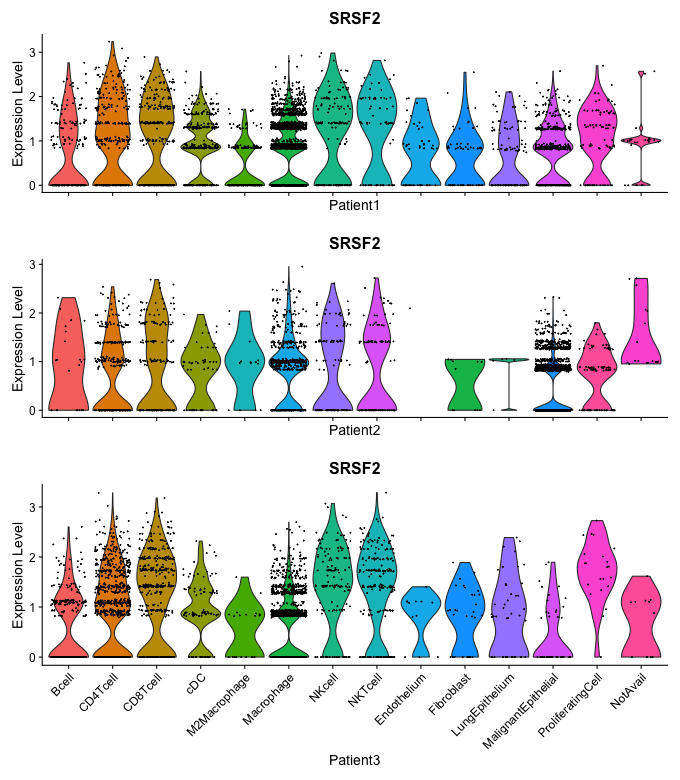 SRSF2
Expression Level
3
2
1
0
Patient1
SRSF2
Expression Level
3
2
1
0
Patient2
SRSF2
Expression Level
3
2
1
0
Bcell
CD4Tcell
CD8Tcell
cDC
M2Macrophage
Macrophage
NKcell
NKTcell
Endothelium
Fibroblast
LungEpithelium
MalignantEpithelial
ProliferatingCell
NotAvail
Patient3